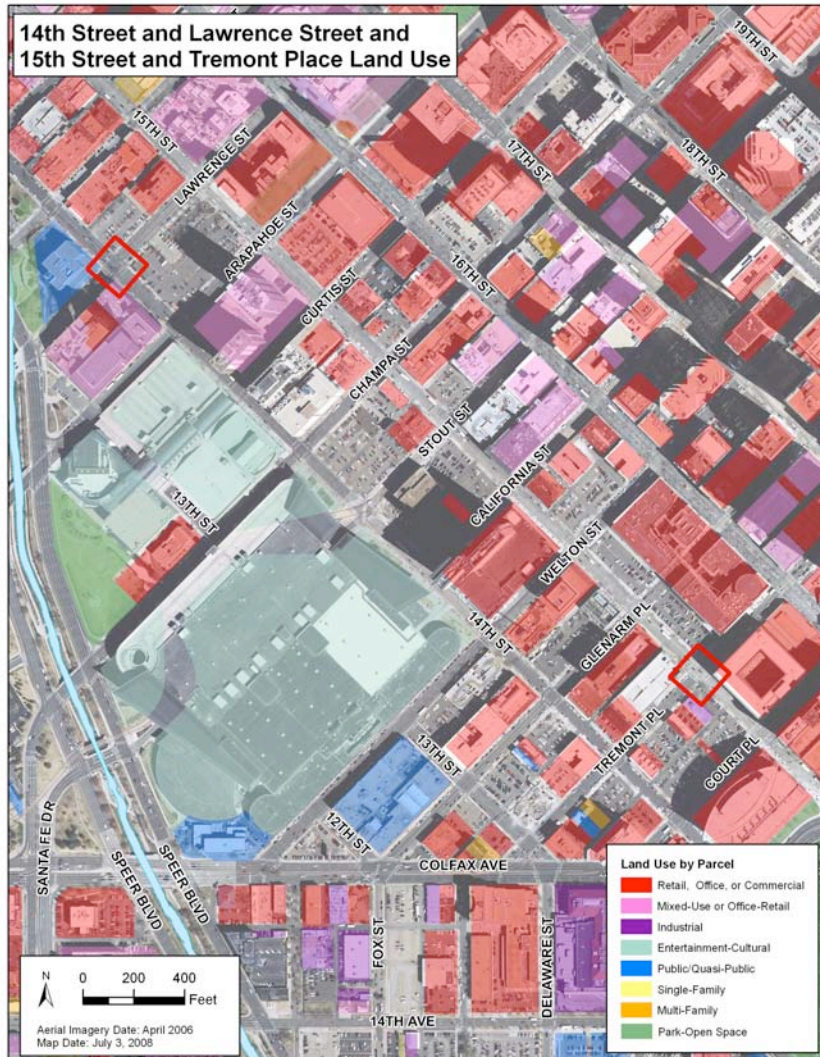 14th Street and Lawrence Street and
15th Street and Tremont Place Land Use
19TH ST
15TH ST
LAWRENCE ST
17TH ST
18TH ST
ARAPAHOE ST
16TH ST
CURTIS ST
CHAMPA ST
STOUT ST
CALIFORNIA ST
13TH ST
WELTON ST
14TH ST
GLENARM PL
TREMONT PL
COURT PL
13TH ST
12TH ST
SANTA FE DR
SPEER BLVD
SPEER BLVD
COLFAX AVE
FOX ST
DELAWARE ST
14TH AVE
Land Use by Parcel
Retail, Office, or Commercial
Mixed-Use or Office-Retail
Industrial
Entertainment-Cultural
Public/Quasi-Public
Single-Family
Multi-Family
Park-Open Space
N
0 200 400
Feet
Aerial Imagery Date: April 2006
Map Date: July 3, 2008